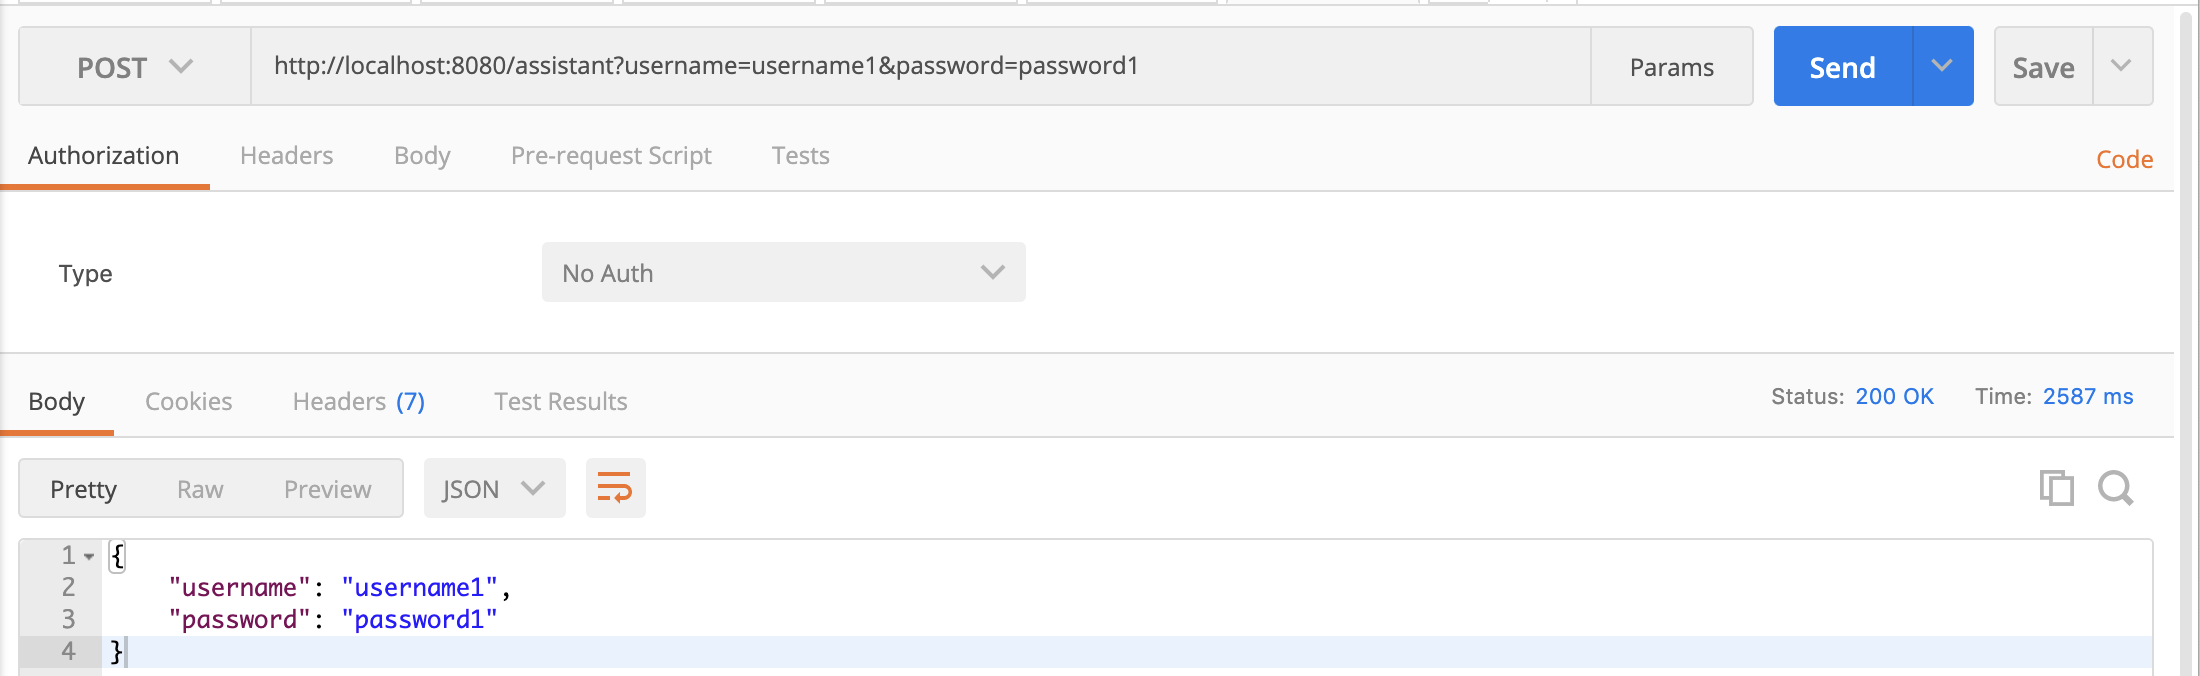 POST http://localhost:8080/assistant?username=username1&password=password1 Params Send Save
Authorization Headers Body Pre-request Script Tests Code
Type No Auth
Body Cookies Headers (7) Test Results Status: 200 OK Time: 2587 ms
Pretty Raw Preview JSON
1 {
2 "username": "username1",
3 "password": "password1"
4 }